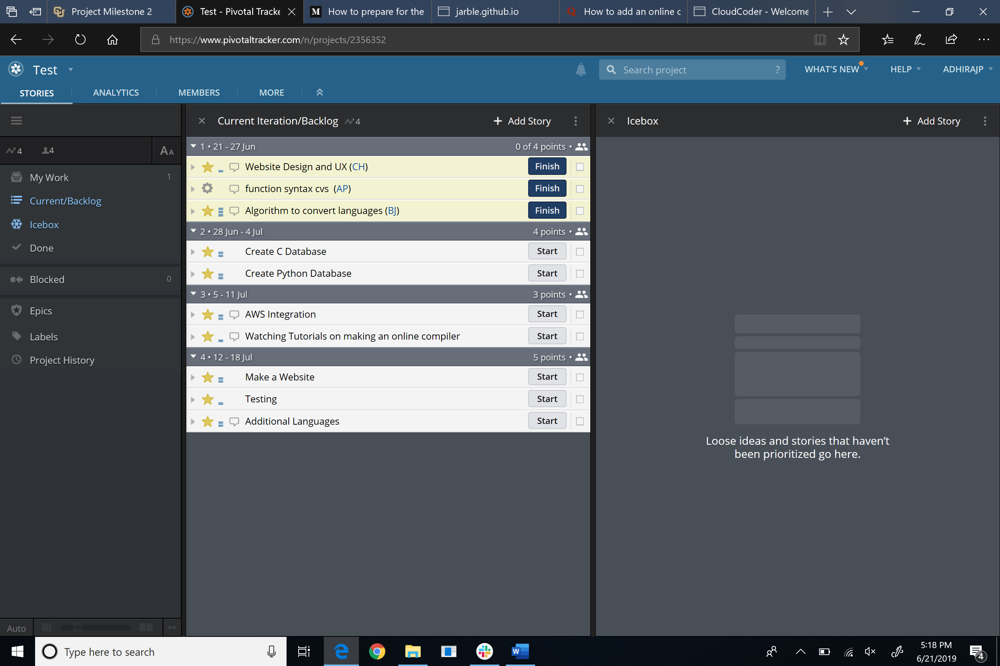 Project Milestone 2
Test - Pivotal Tracke
M How to prepare for the
jarble.github.io
Q How to add an online c
CloudCoder - Welcome
https://www.pivotaltracker.com/n/projects/2356352
Test
Search project ?
WHAT'S NEW
HELP
ADHIRAJP
STORIES ANALYTICS MEMBERS MORE
Current Iteration/Backlog 4 + Add Story
Icebox + Add Story
4 4 AA
My Work 1
Current/Backlog
Icebox
Done
Blocked 0
Epics
Labels
Project History
Auto
1 • 21 - 27 Jun 0 of 4 points •
Website Design and UX (CH) Finish
function syntax cvs (AP) Finish
Algorithm to convert languages (BJ) Finish
2 • 28 Jun - 4 Jul 4 points •
Create C Database Start
Create Python Database Start
3 • 5 - 11 Jul 3 points •
AWS Integration Start
Watching Tutorials on making an online compiler Start
4 • 12 - 18 Jul 5 points •
Make a Website Start
Testing Start
Additional Languages Start
Loose ideas and stories that haven't
been prioritized go here.
Type here to search
W
5:18 PM
6/21/2019
4